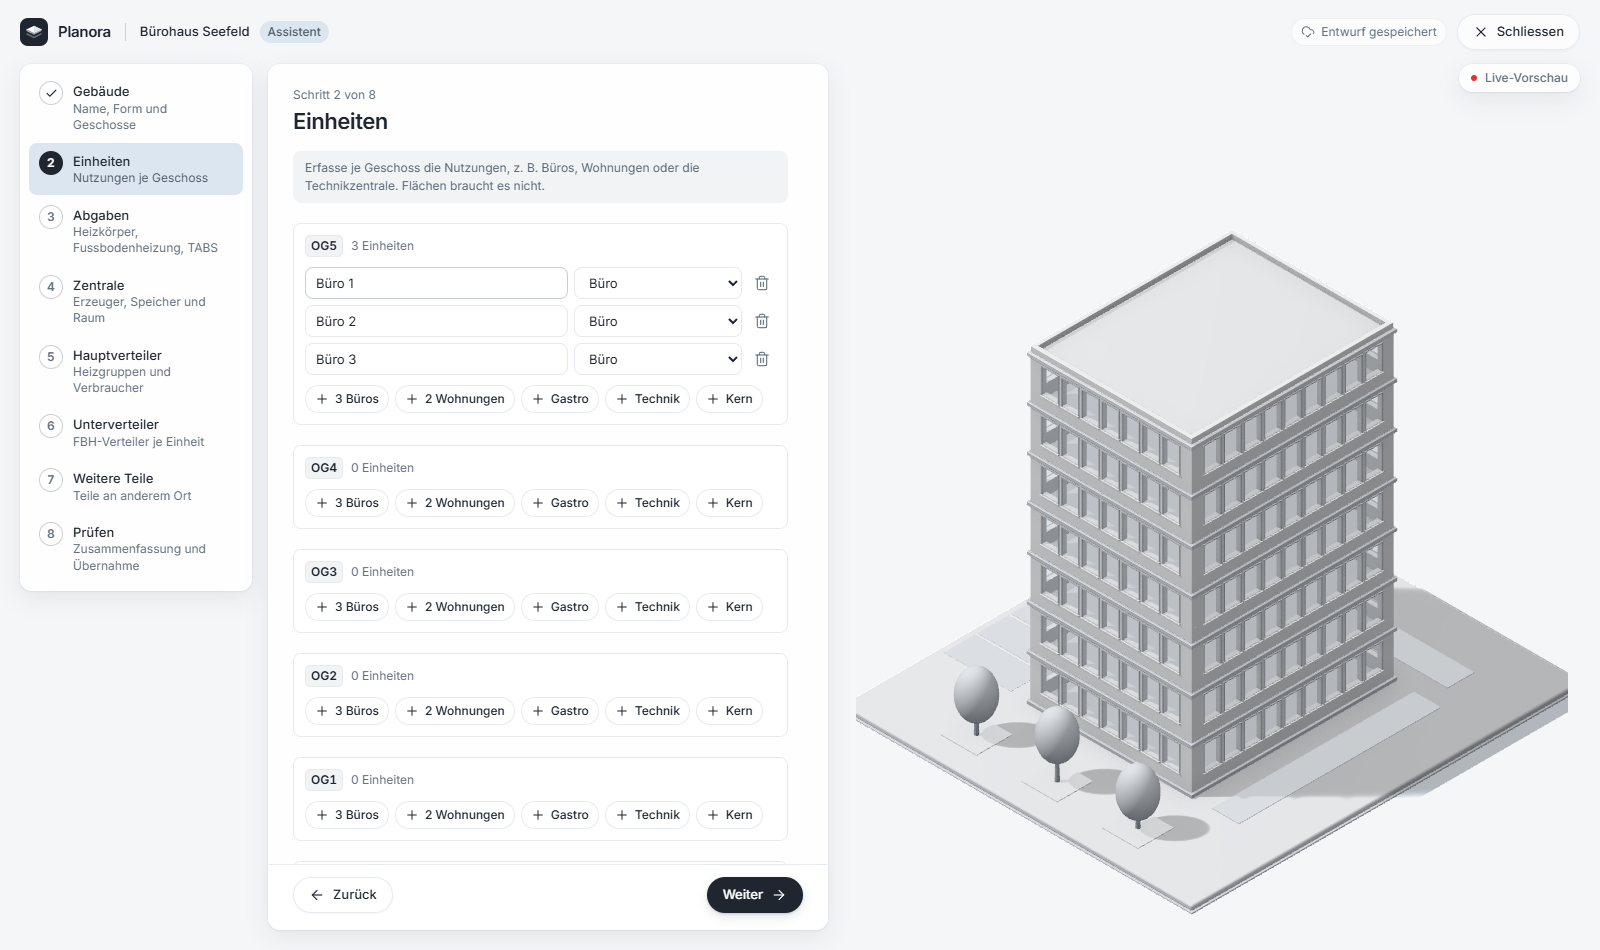 Planora
Bürohaus Seefeld
Assistent
Entwurf gespeichert
Schliessen
Gebäude
Name, Form und
Geschosse
2
Einheiten
Nutzungen je Geschoss
3
Abgaben
Heizkörper,
Fussbodenheizung, TABS
4
Zentrale
Erzeuger, Speicher und
Raum
5
Hauptverteiler
Heizgruppen und
Verbraucher
6
Unterverteiler
FBH-Verteiler je Einheit
7
Weitere Teile
Teile an anderem Ort
8
Prüfen
Zusammenfassung und
Übernahme
Schritt 2 von 8
Einheiten
Erfasse je Geschoss die Nutzungen, z. B. Büros, Wohnungen oder die
Technikzentrale. Flächen braucht es nicht.
OG5 3 Einheiten
Büro 1 Büro
Büro 2 Büro
Büro 3 Büro
+ 3 Büros + 2 Wohnungen + Gastro + Technik + Kern
OG4 0 Einheiten
+ 3 Büros + 2 Wohnungen + Gastro + Technik + Kern
OG3 0 Einheiten
+ 3 Büros + 2 Wohnungen + Gastro + Technik + Kern
OG2 0 Einheiten
+ 3 Büros + 2 Wohnungen + Gastro + Technik + Kern
OG1 0 Einheiten
+ 3 Büros + 2 Wohnungen + Gastro + Technik + Kern
Zurück
Weiter
Live-Vorschau